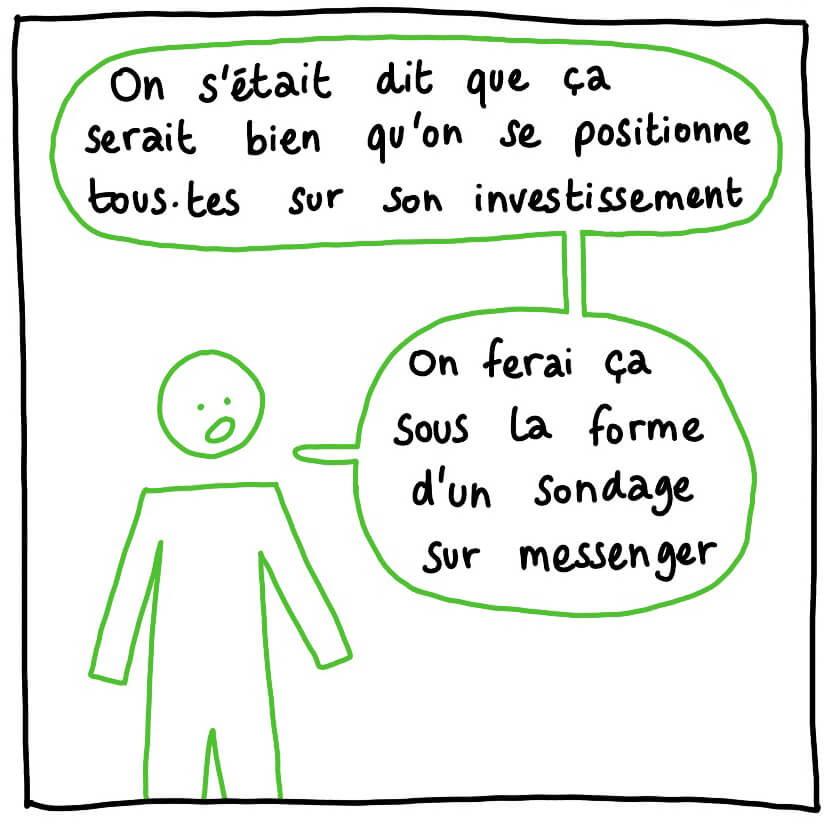 On s'était dit que ça
serait bien qu'on se positionne
tous·tes sur son investissement
On ferai ça
sous la forme
d'un sondage
sur messenger